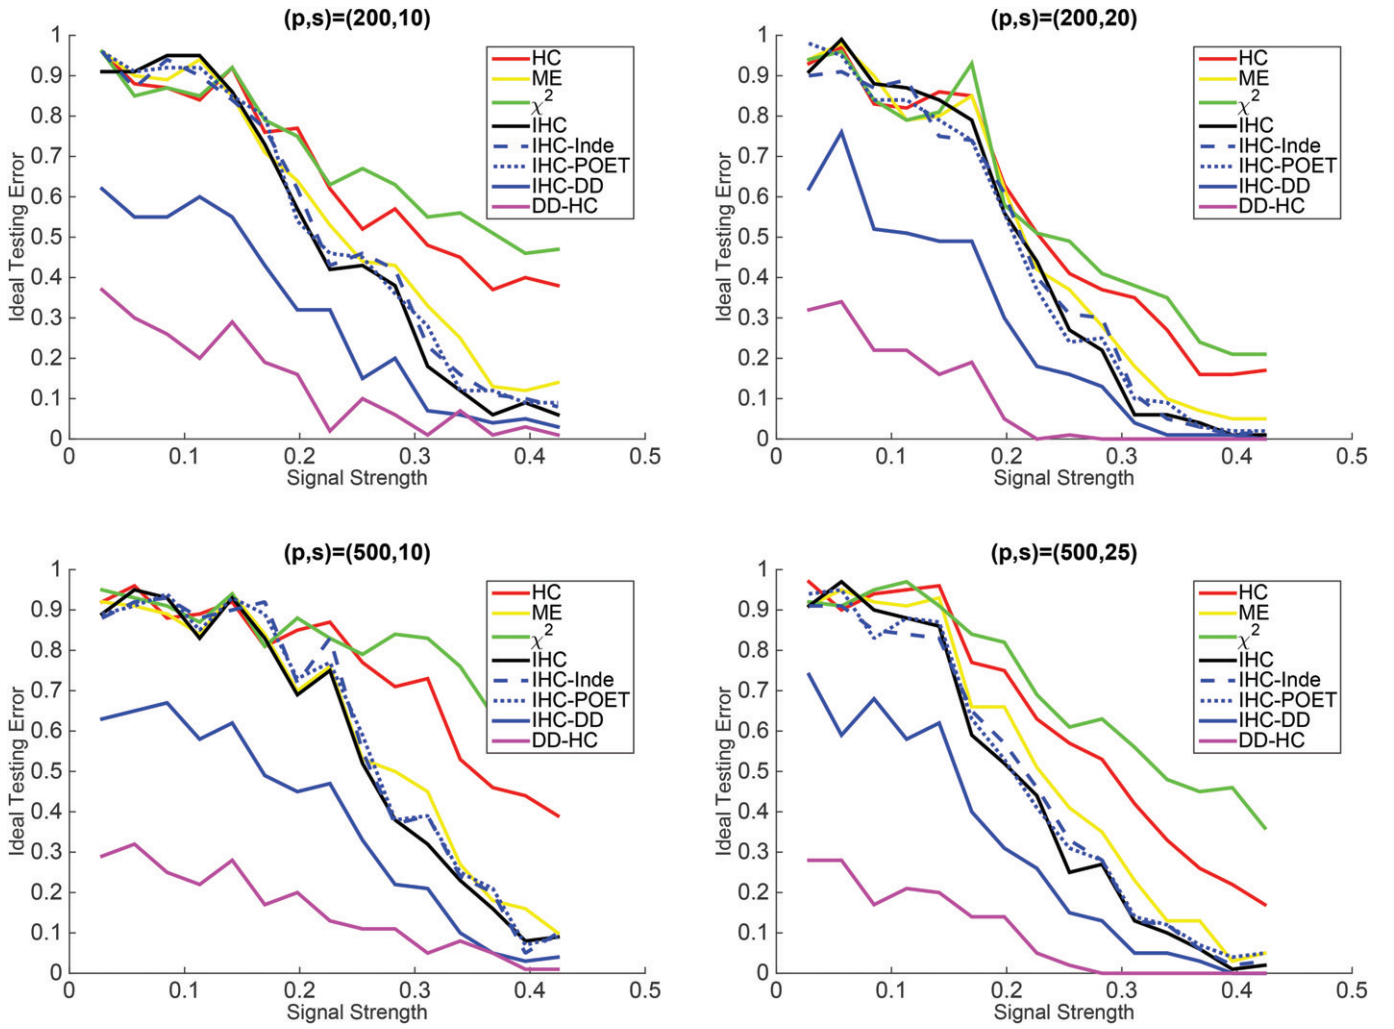 (p,s)=(200,10)
1
0.9
0.8
0.7
0.6
0.5
0.4
0.3
0.2
0.1
0
Ideal Testing Error
0
0.1
0.2
0.3
0.4
0.5
Signal Strength
HC
ME
χ²
IHC
IHC-Inde
IHC-POET
IHC-DD
DD-HC
(p,s)=(200,20)
1
0.9
0.8
0.7
0.6
0.5
0.4
0.3
0.2
0.1
0
Ideal Testing Error
0
0.1
0.2
0.3
0.4
0.5
Signal Strength
HC
ME
χ²
IHC
IHC-Inde
IHC-POET
IHC-DD
DD-HC
(p,s)=(500,10)
1
0.9
0.8
0.7
0.6
0.5
0.4
0.3
0.2
0.1
0
Ideal Testing Error
0
0.1
0.2
0.3
0.4
0.5
Signal Strength
HC
ME
χ²
IHC
IHC-Inde
IHC-POET
IHC-DD
DD-HC
(p,s)=(500,25)
1
0.9
0.8
0.7
0.6
0.5
0.4
0.3
0.2
0.1
0
Ideal Testing Error
0
0.1
0.2
0.3
0.4
0.5
Signal Strength
HC
ME
χ²
IHC
IHC-Inde
IHC-POET
IHC-DD
DD-HC